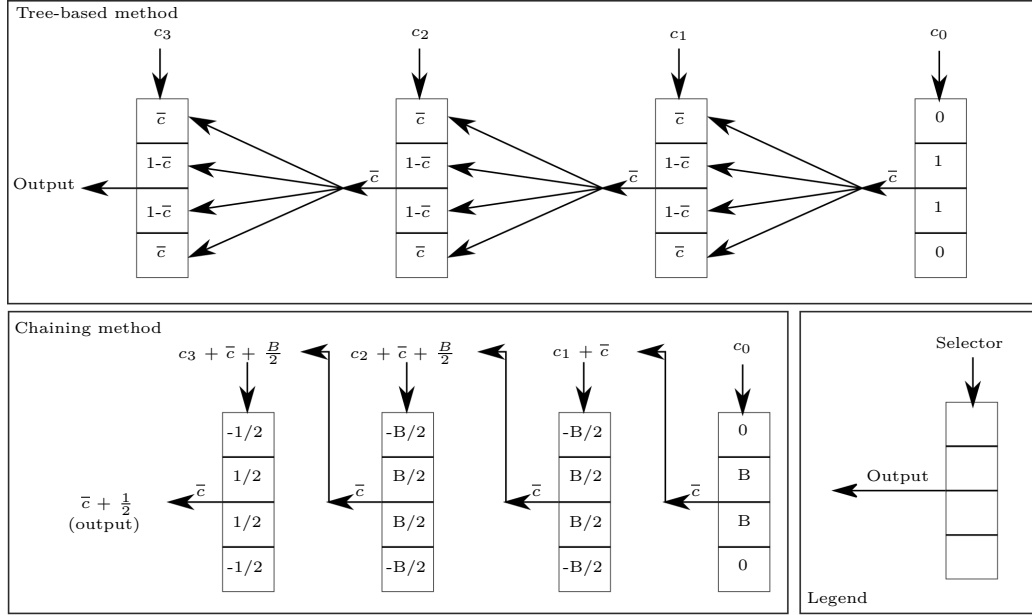 Tree-based method
c₃ c₂ c₁ c₀
c̅ c̅ c̅ 0
1-c̅ 1-c̅ 1-c̅ 1
Output c̅ c̅ c̅
1-c̅ 1-c̅ 1-c̅ 1
c̅ c̅ c̅ 0
Chaining method
c₃ + c̅ + B/2 c₂ + c̅ + B/2 c₁ + c̅ c₀
-1/2 -B/2 -B/2 0
1/2 B/2 B/2 B
c̅ c̅ c̅ c̅
c̅ + 1/2
(output)
1/2 B/2 B/2 B
-1/2 -B/2 -B/2 0
Selector
Output
Legend